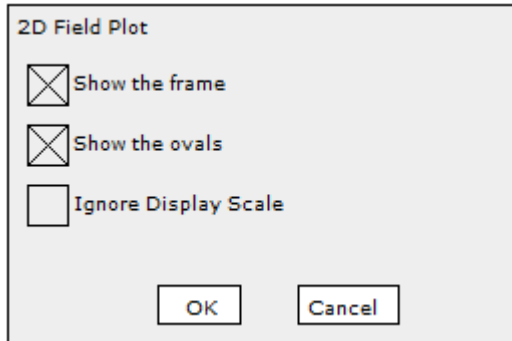 2D Field Plot
Show the frame
Show the ovals
Ignore Display Scale
OK
Cancel